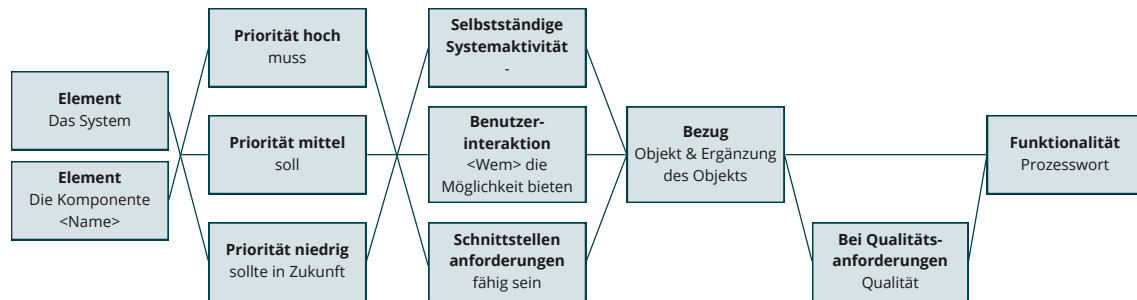 Element
Das System
Element
Die Komponente
<Name>
Priorität hoch
muss
Priorität mittel
soll
Priorität niedrig
sollte in Zukunft
Selbstständige
Systemaktivität
-
Benutzer-
interaktion
<Wem> die
Möglichkeit bieten
Schnittstellen
anforderungen
fähig sein
Bezug
Objekt & Ergänzung
des Objekts
Bei Qualitäts-
anforderungen
Qualität
Funktionalität
Prozesswort